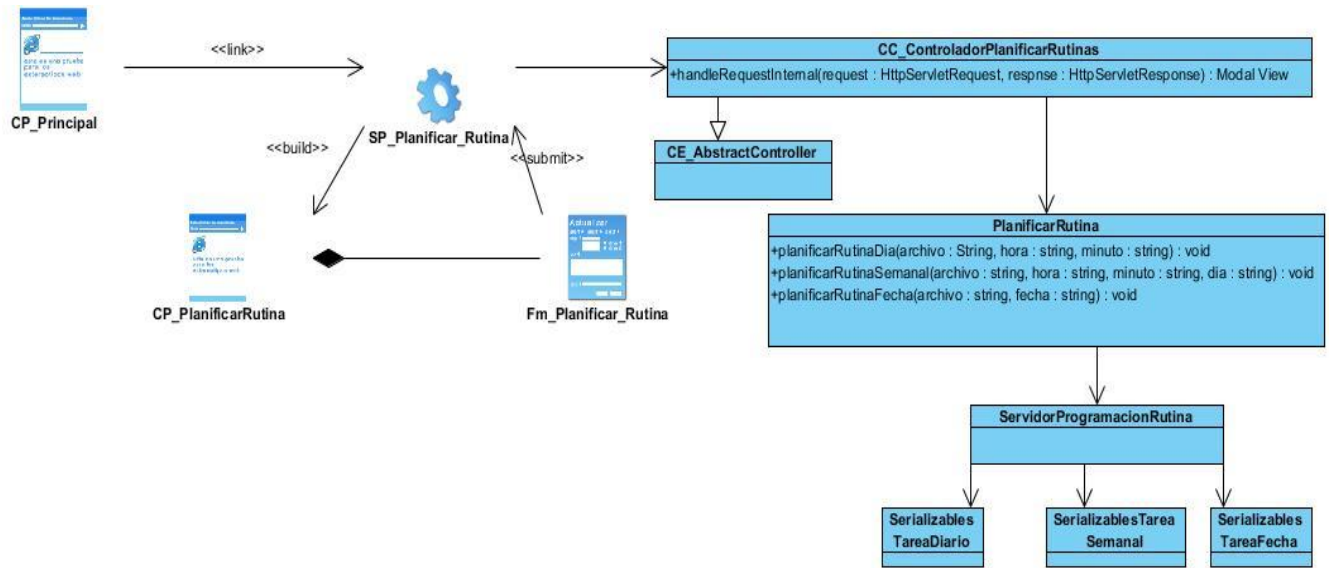 <<link>>
CP_Principal
SP_Planificar_Rutina
<<build>>
<<submit>>
CP_PlanificarRutina
Actualizar
Fm_Planificar_Rutina
CC_ControladorPlanificarRutinas
+handleRequestInternal(request : HttpServletRequest, respnse : HttpServletResponse) : Modal View
CE_AbstractController
PlanificarRutina
+planificarRutinaDia(archivo : String, hora : string, minuto : string) : void
+planificarRutinaSemanal(archivo : string, hora : string, minuto : string, dia : string) : void
+planificarRutinaFecha(archivo : string, fecha : string) : void
ServidorProgramacionRutina
Serializables
TareaDiario
SerializablesTarea
Semanal
Serializables
TareaFecha